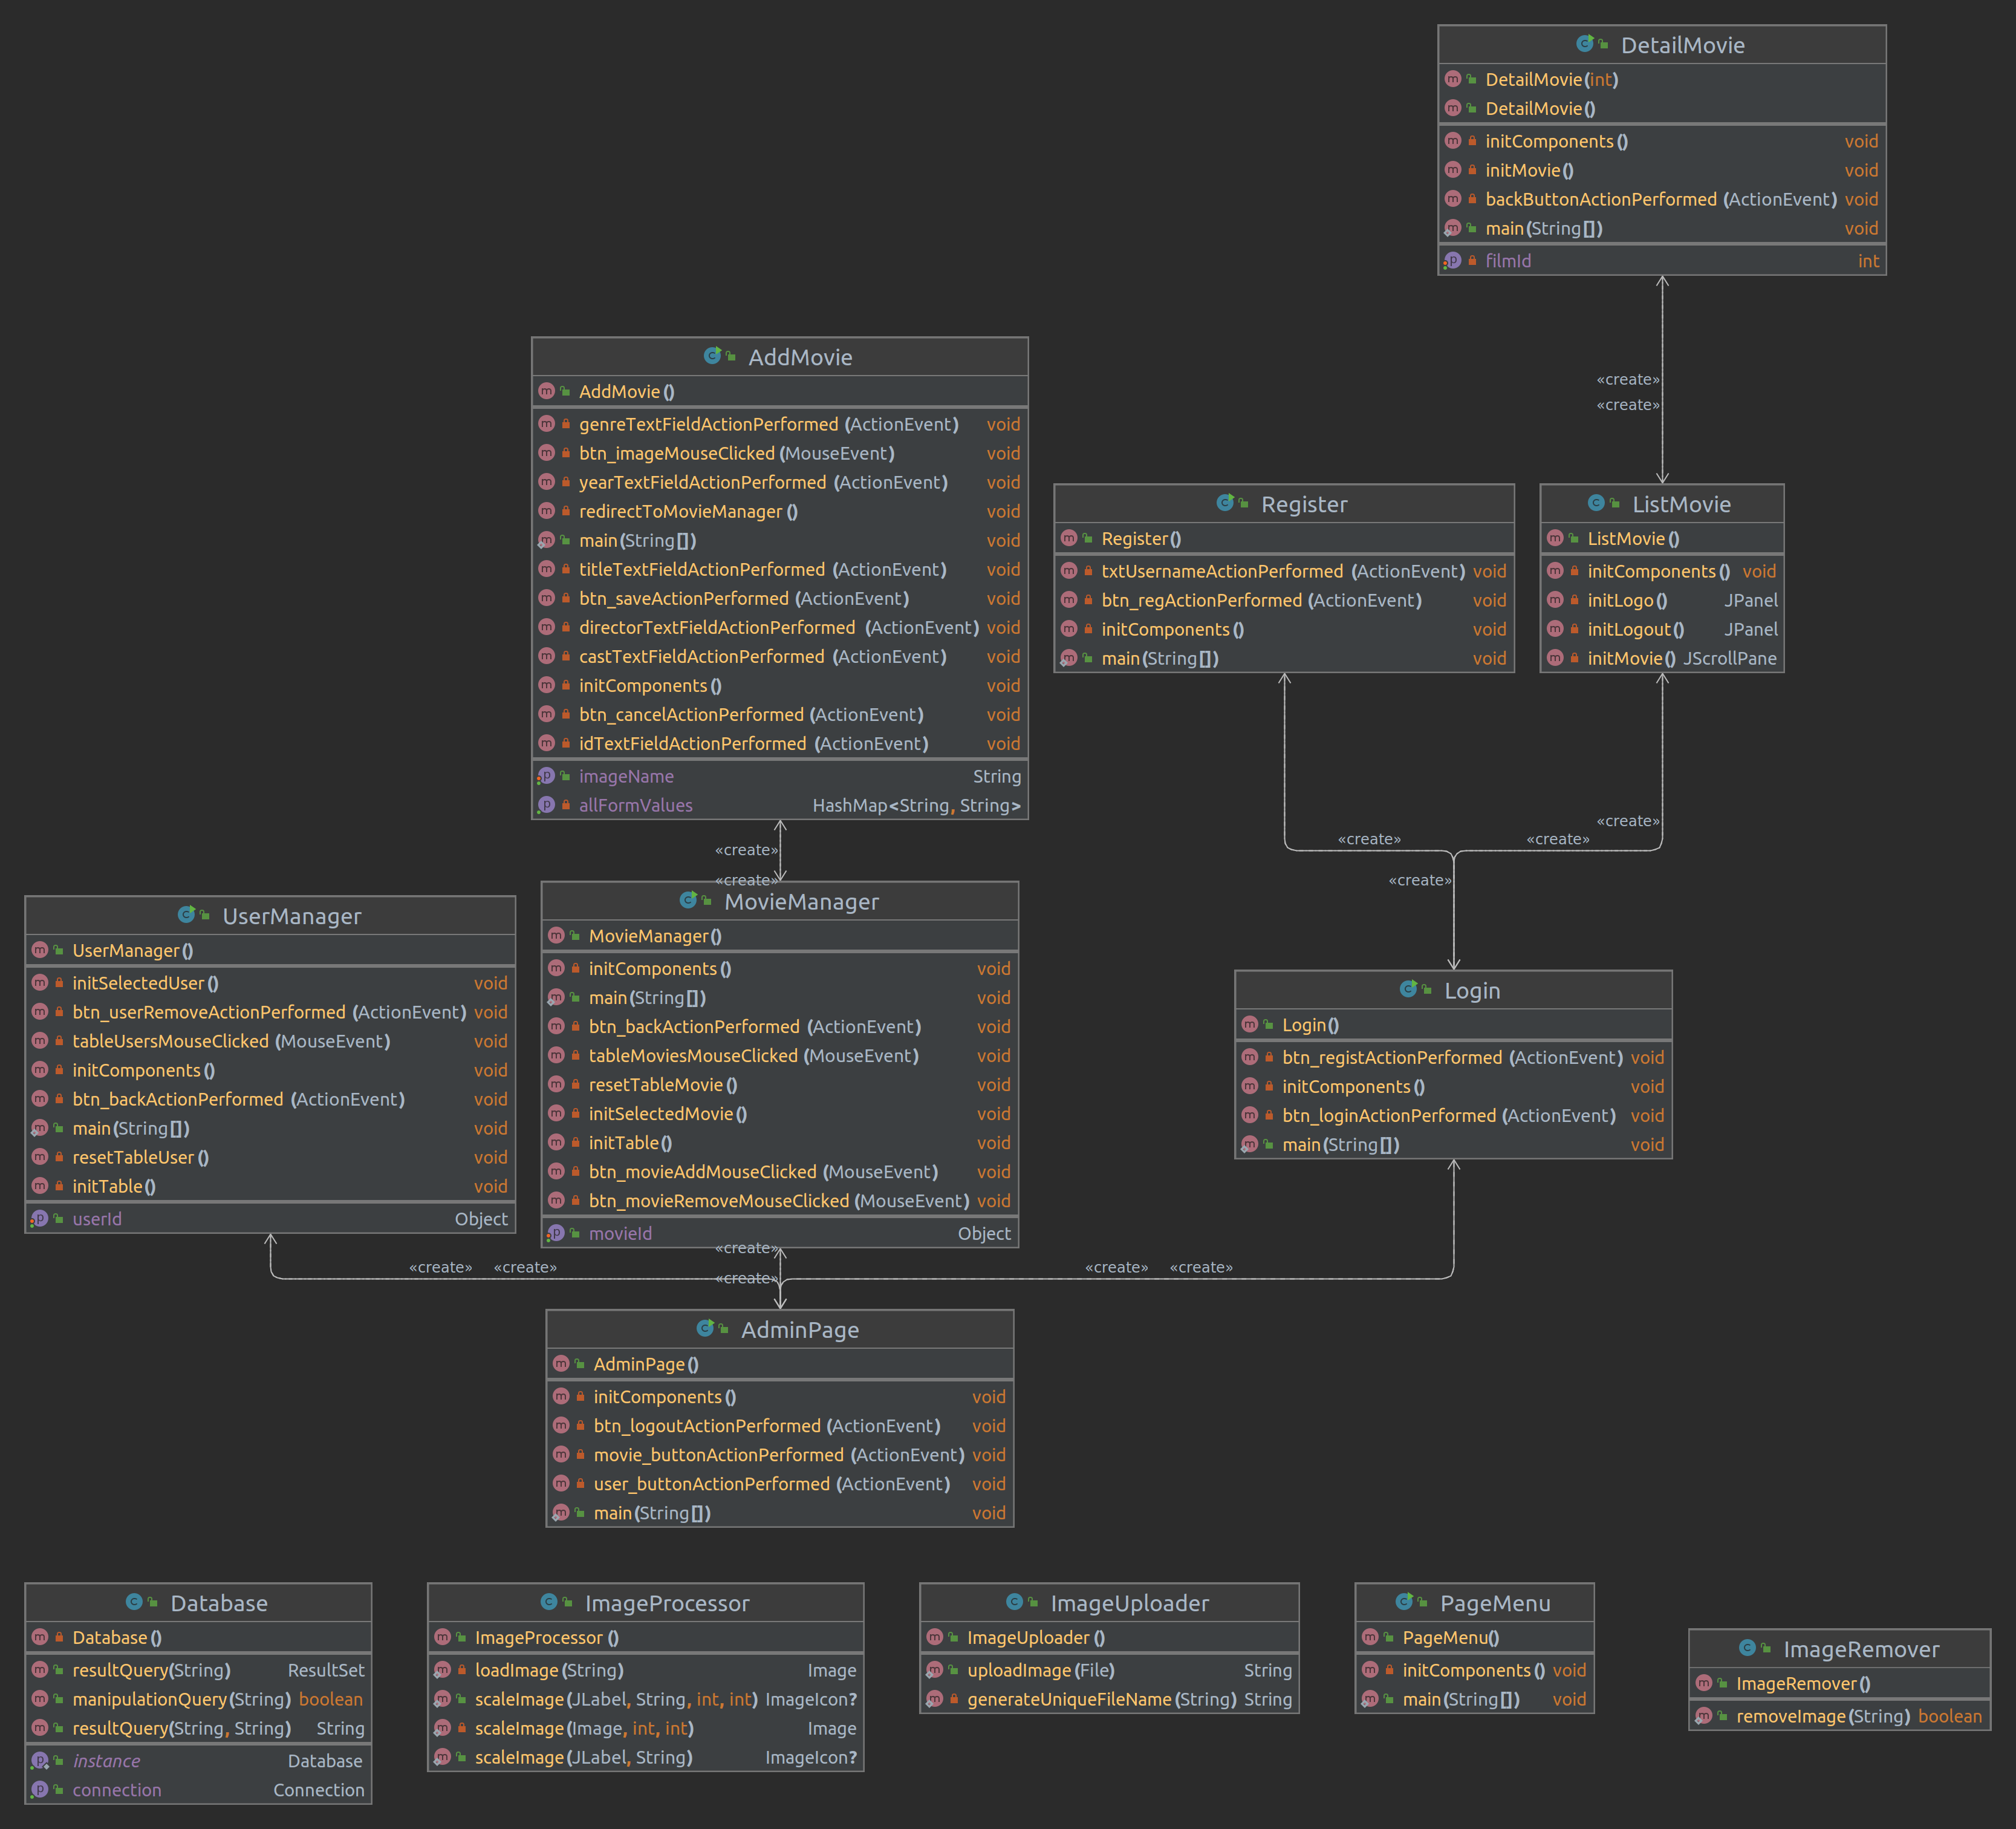 DetailMovie
DetailMovie(int)
DetailMovie()
initComponents() void
initMovie() void
backButtonActionPerformed(ActionEvent) void
main(String[]) void
filmId int
«create»
«create»
AddMovie
AddMovie()
genreTextFieldActionPerformed(ActionEvent) void
btn_imageMouseClicked(MouseEvent) void
yearTextFieldActionPerformed(ActionEvent) void
redirectToMovieManager() void
main(String[]) void
titleTextFieldActionPerformed(ActionEvent) void
btn_saveActionPerformed(ActionEvent) void
directorTextFieldActionPerformed(ActionEvent) void
castTextFieldActionPerformed(ActionEvent) void
initComponents() void
btn_cancelActionPerformed(ActionEvent) void
idTextFieldActionPerformed(ActionEvent) void
imageName String
allFormValues HashMap<String, String>
Register
Register()
txtUsernameActionPerformed(ActionEvent) void
btn_regActionPerformed(ActionEvent) void
initComponents() void
main(String[]) void
ListMovie
ListMovie()
initComponents() void
initLogo() JPanel
initLogout() JPanel
initMovie() JScrollPane
«create»
«create» «create»
«create»
«create»
«create»
UserManager
UserManager()
initSelectedUser() void
btn_userRemoveActionPerformed(ActionEvent) void
tableUsersMouseClicked(MouseEvent) void
initComponents() void
btn_backActionPerformed(ActionEvent) void
main(String[]) void
resetTableUser() void
initTable() void
userId Object
MovieManager
MovieManager()
initComponents() void
main(String[]) void
btn_backActionPerformed(ActionEvent) void
tableMoviesMouseClicked(MouseEvent) void
resetTableMovie() void
initSelectedMovie() void
initTable() void
btn_movieAddMouseClicked(MouseEvent) void
btn_movieRemoveMouseClicked(MouseEvent) void
movieId Object
Login
Login()
btn_registActionPerformed(ActionEvent) void
initComponents() void
btn_loginActionPerformed(ActionEvent) void
main(String[]) void
«create»
«create» «create» «create» «create»
«create»
AdminPage
AdminPage()
initComponents() void
btn_logoutActionPerformed(ActionEvent) void
movie_buttonActionPerformed(ActionEvent) void
user_buttonActionPerformed(ActionEvent) void
main(String[]) void
Database
Database()
resultQuery(String) ResultSet
manipulationQuery(String) boolean
resultQuery(String, String) String
instance Database
connection Connection
ImageProcessor
ImageProcessor()
loadImage(String) Image
scaleImage(JLabel, String, int, int) ImageIcon?
scaleImage(Image, int, int) Image
scaleImage(JLabel, String) ImageIcon?
ImageUploader
ImageUploader()
uploadImage(File) String
generateUniqueFileName(String) String
PageMenu
PageMenu()
initComponents() void
main(String[]) void
ImageRemover
ImageRemover()
removeImage(String) boolean